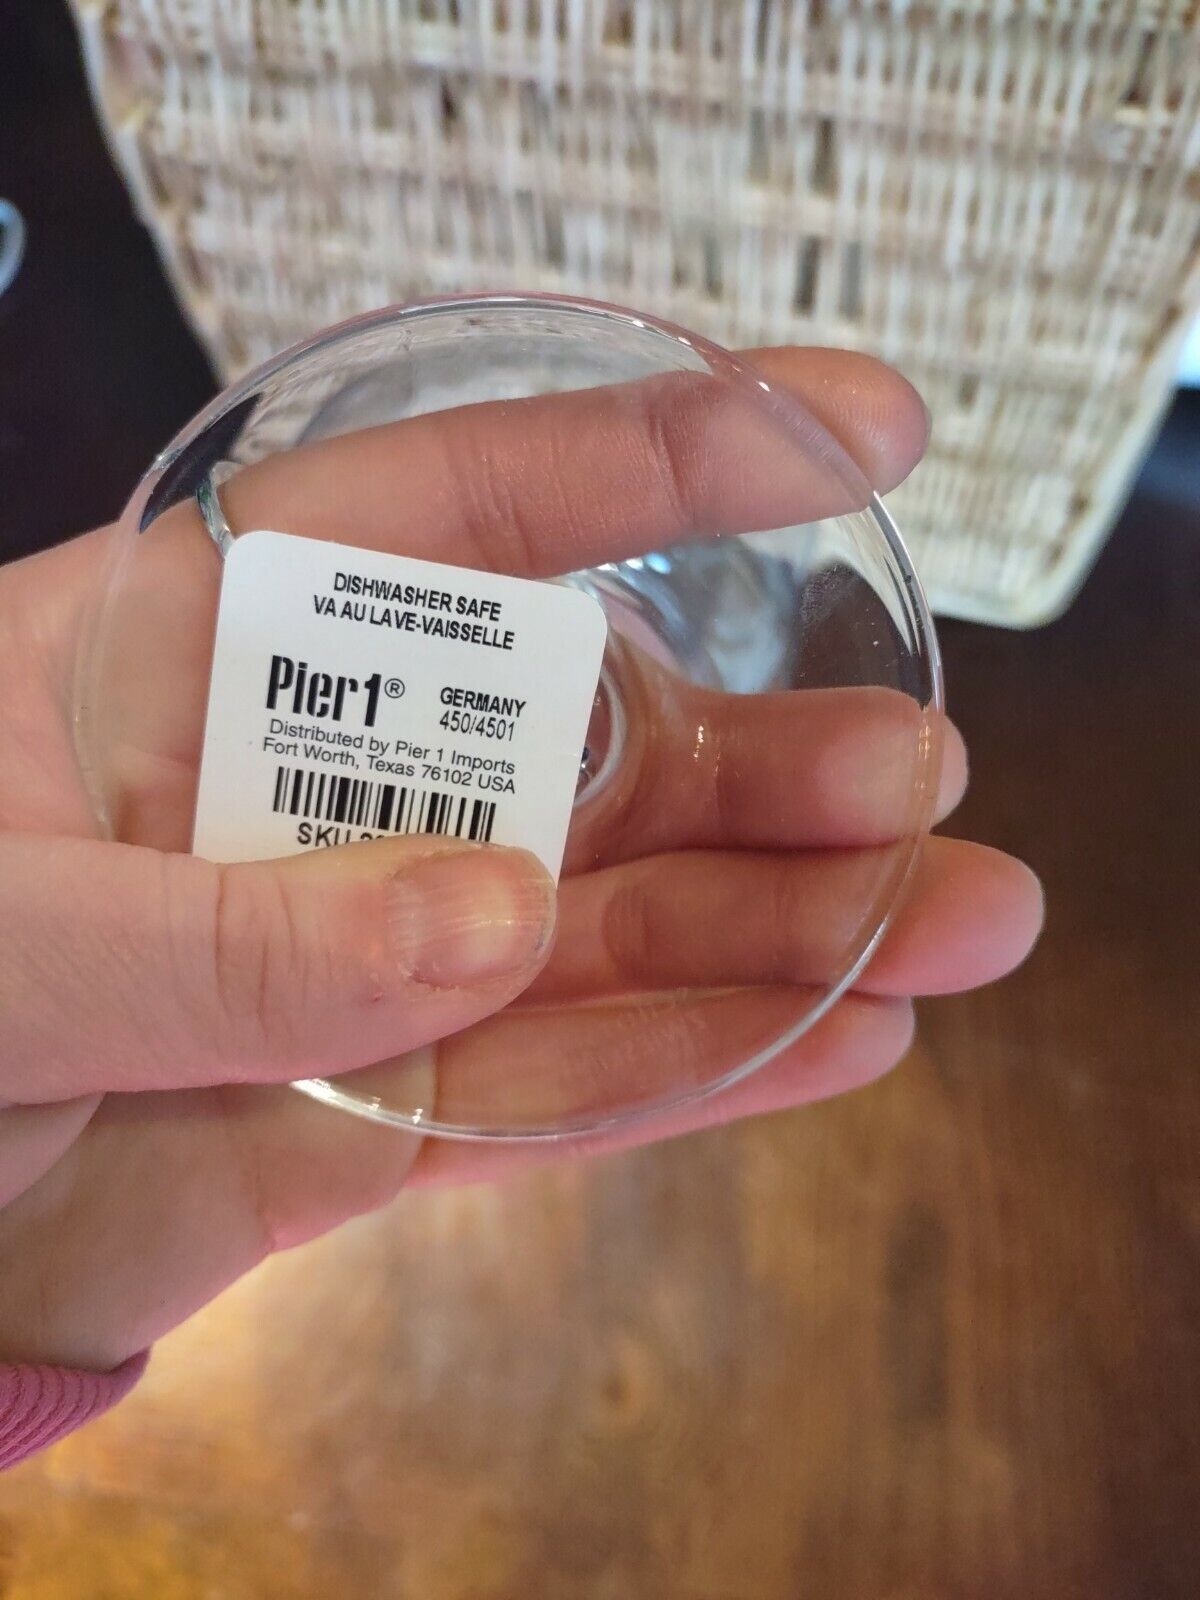 DISHWASHER SAFE
VA AU LAVE-VAISSELLE
Pier1®
GERMANY
450/4501
Distributed by Pier 1 Imports
Fort Worth, Texas 76102 USA
SKU